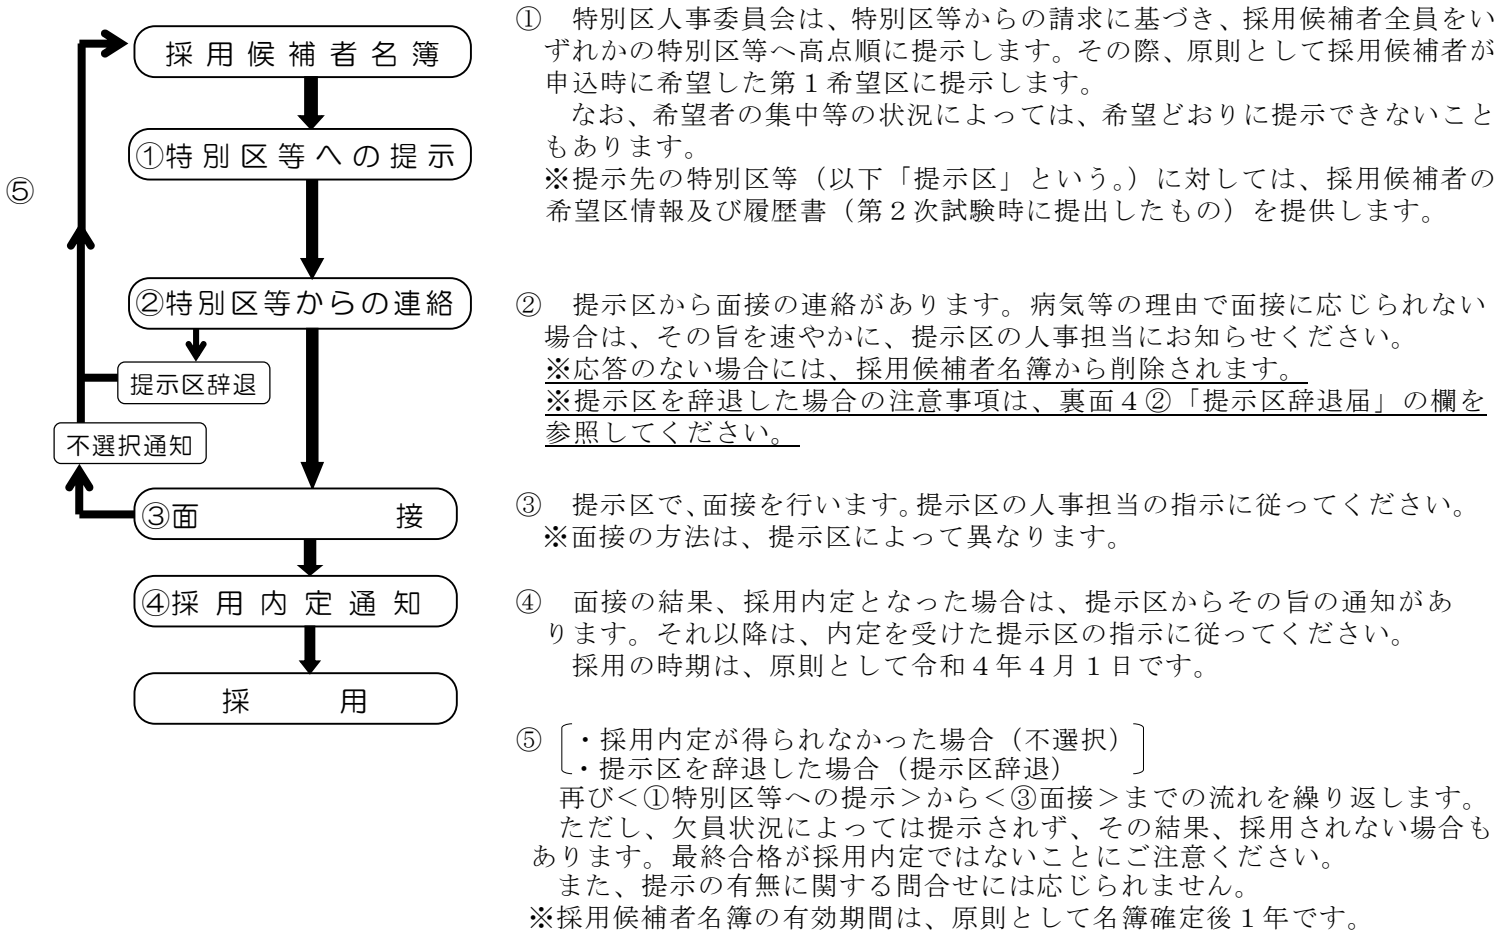 採用候補者名簿
①特別区等への提示
⑤
②特別区等からの連絡
提示区辞退
不選択通知
③面 接
④採用内定通知
採 用
① 特別区人事委員会は、特別区等からの請求に基づき、採用候補者全員をい
ずれかの特別区等へ高点順に提示します。その際、原則として採用候補者が
申込時に希望した第1希望区に提示します。
なお、希望者の集中等の状況によっては、希望どおりに提示できないこと
もあります。
※提示先の特別区等（以下「提示区」という。）に対しては、採用候補者の
希望区情報及び履歴書（第2次試験時に提出したもの）を提供します。
② 提示区から面接の連絡があります。病気等の理由で面接に応じられない
場合は、その旨を速やかに、提示区の人事担当にお知らせください。
※応答のない場合には、採用候補者名簿から削除されます。
※提示区を辞退した場合の注意事項は、裏面4②「提示区辞退届」の欄を
参照してください。
③ 提示区で、面接を行います。提示区の人事担当の指示に従ってください。
※面接の方法は、提示区によって異なります。
④ 面接の結果、採用内定となった場合は、提示区からその旨の通知があ
ります。それ以降は、内定を受けた提示区の指示に従ってください。
採用の時期は、原則として令和4年4月1日です。
⑤ ・採用内定が得られなかった場合（不選択）
・提示区を辞退した場合（提示区辞退）
再び＜①特別区等への提示＞から＜③面接＞までの流れを繰り返します。
ただし、欠員状況によっては提示されず、その結果、採用されない場合も
あります。最終合格が採用内定ではないことにご注意ください。
また、提示の有無に関する問合せには応じられません。
※採用候補者名簿の有効期間は、原則として名簿確定後1年です。